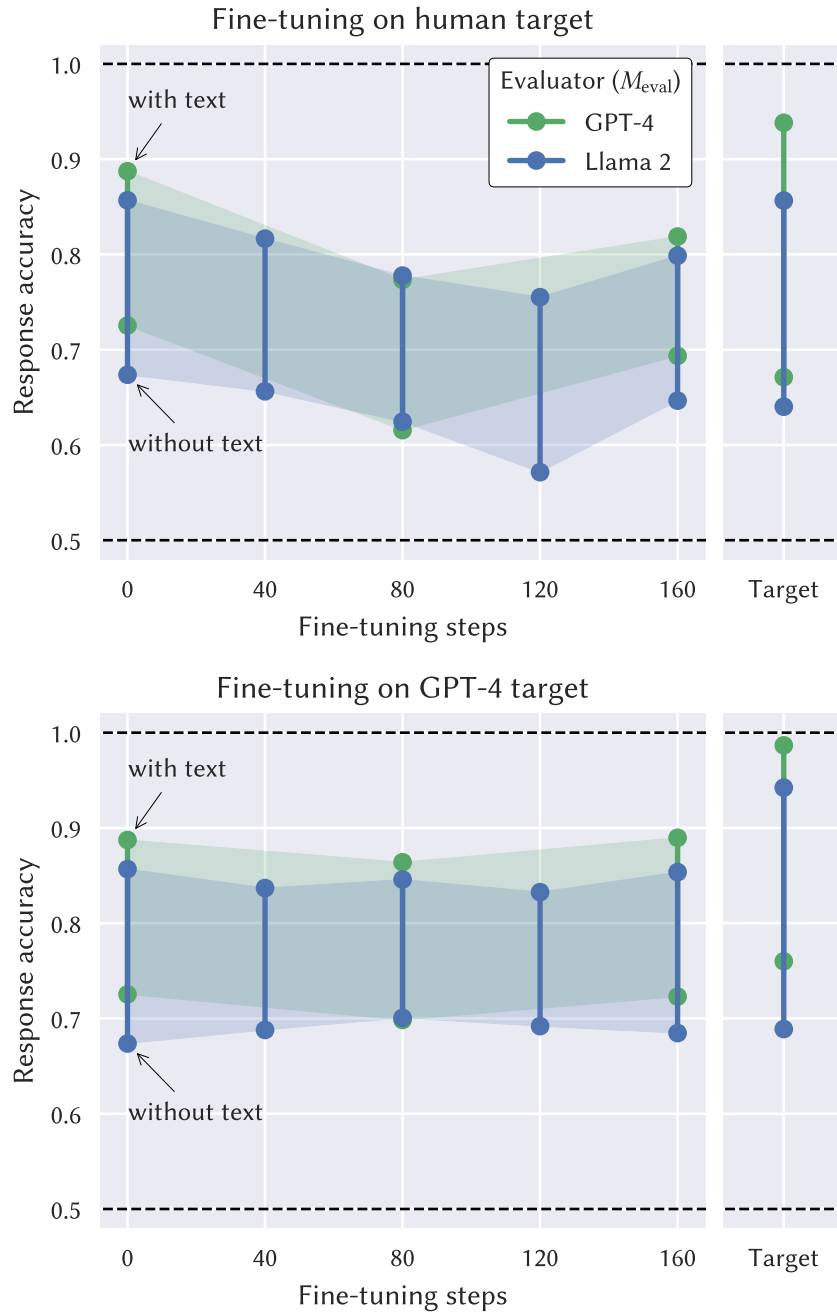 Fine-tuning on human target
1.0
0.9
0.8
0.7
0.6
0.5
Response accuracy
with text
without text
Evaluator (M_eval)
GPT-4
Llama 2
0 40 80 120 160 Target
Fine-tuning steps
Fine-tuning on GPT-4 target
1.0
0.9
0.8
0.7
0.6
0.5
Response accuracy
with text
without text
0 40 80 120 160 Target
Fine-tuning steps